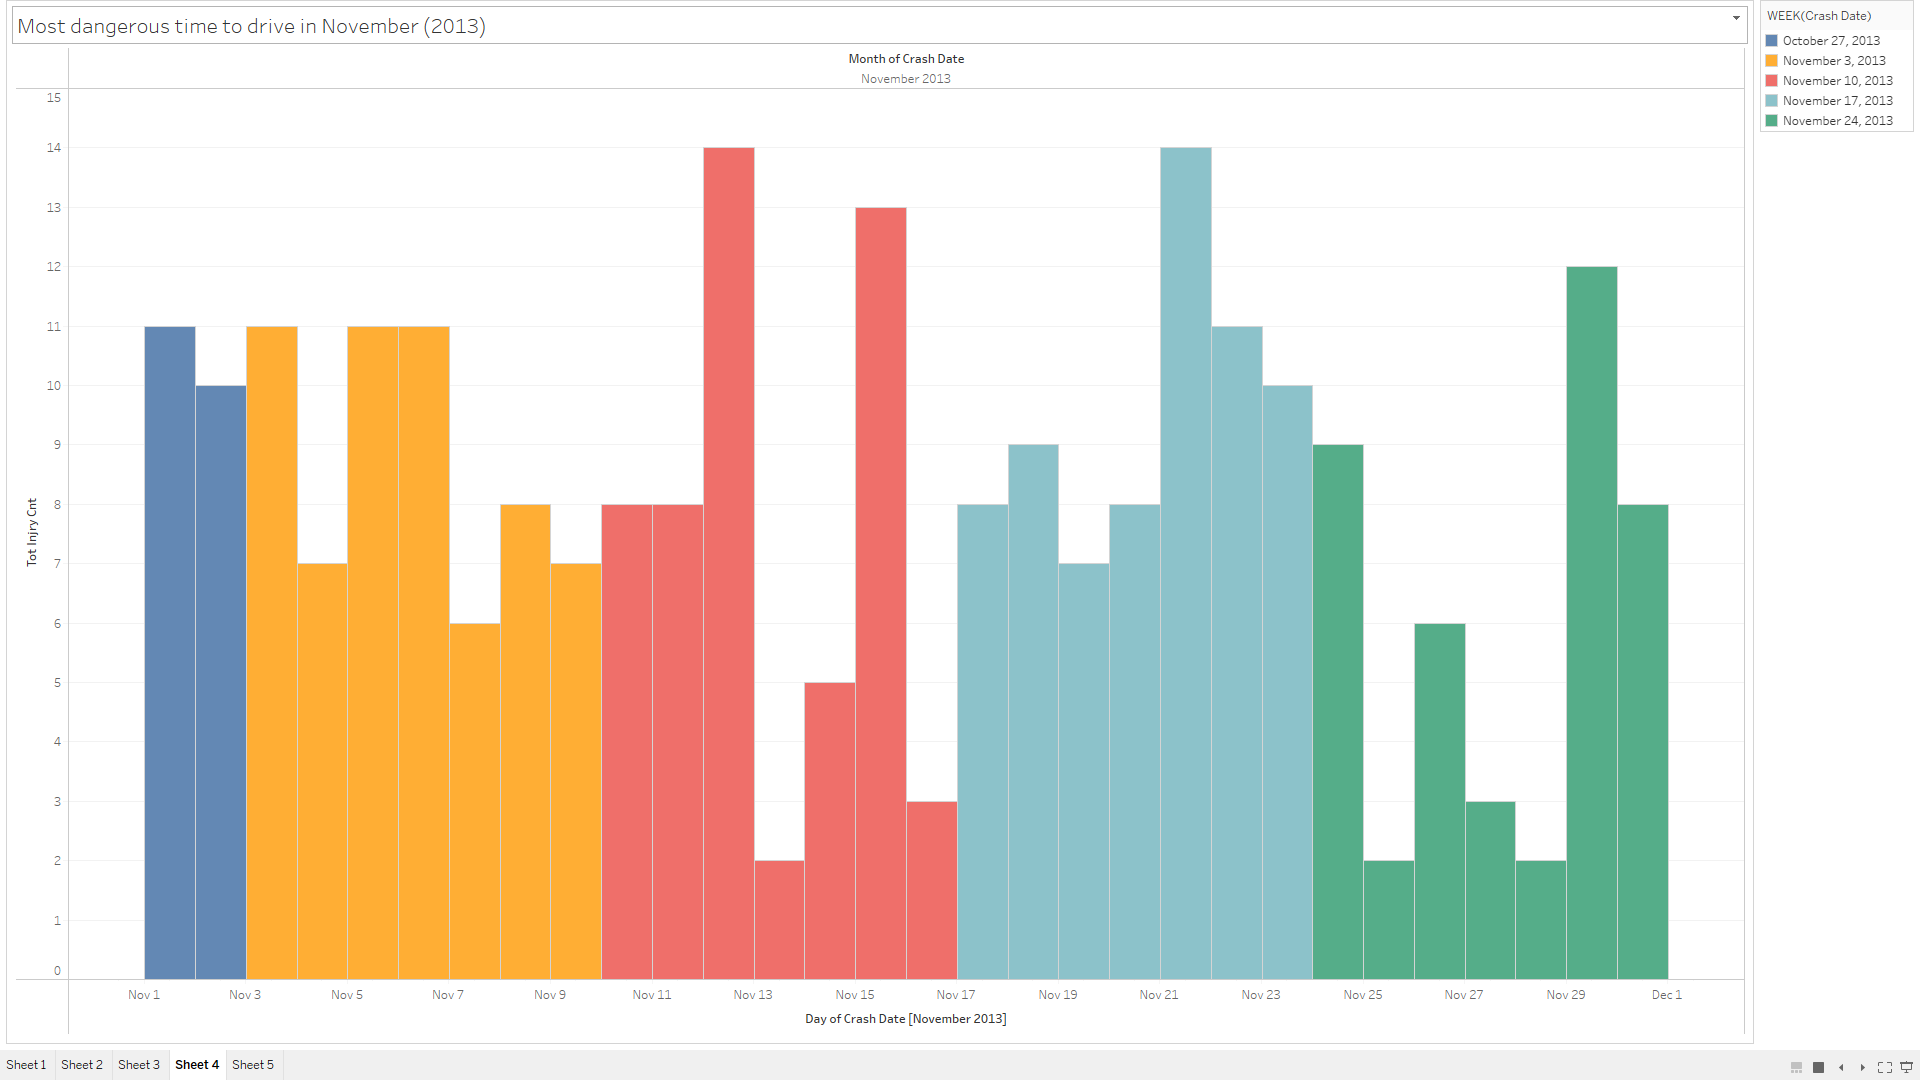 Most dangerous time to drive in November (2013)
Month of Crash Date
November 2013
15
14
13
12
11
10
9
8
7
6
5
4
3
2
1
0
Tot Injry Cnt
Nov 1 Nov 3 Nov 5 Nov 7 Nov 9 Nov 11 Nov 13 Nov 15 Nov 17 Nov 19 Nov 21 Nov 23 Nov 25 Nov 27 Nov 29 Dec 1
Day of Crash Date [November 2013]
WEEK(Crash Date)
October 27, 2013
November 3, 2013
November 10, 2013
November 17, 2013
November 24, 2013
Sheet 1 Sheet 2 Sheet 3 Sheet 4 Sheet 5